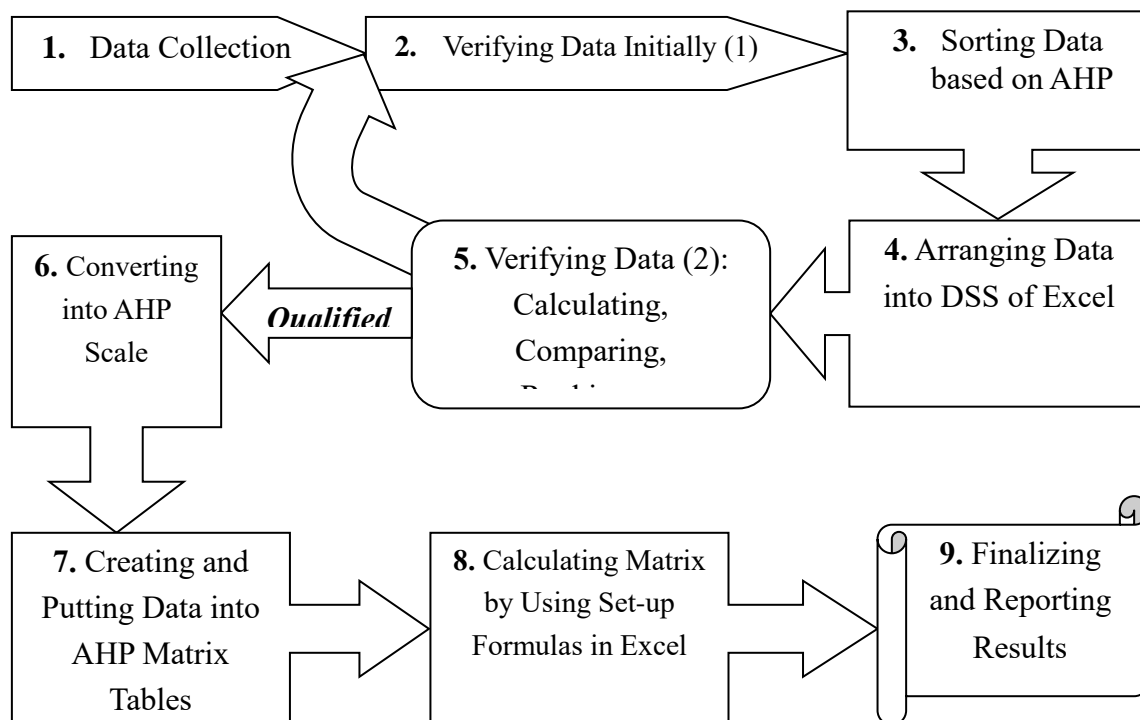 1. Data Collection
2. Verifying Data Initially (1)
3. Sorting Data
based on AHP
4. Arranging Data
into DSS of Excel
5. Verifying Data (2):
Calculating,
Comparing,
Qualified
6. Converting
into AHP
Scale
7. Creating and
Putting Data into
AHP Matrix
Tables
8. Calculating Matrix
by Using Set-up
Formulas in Excel
9. Finalizing
and Reporting
Results